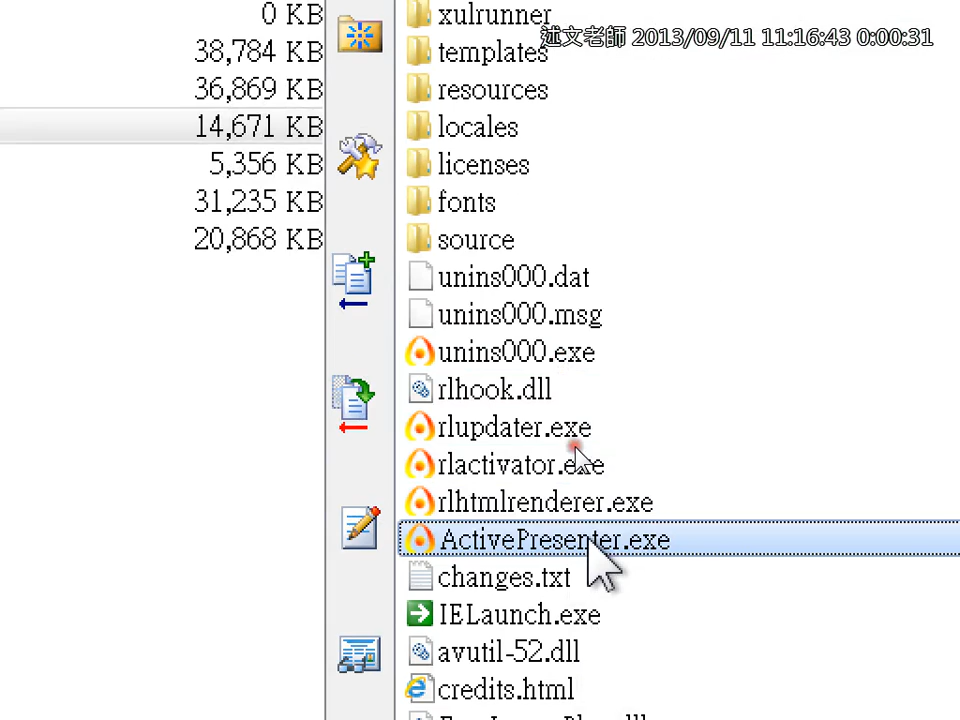 述文老師 2013/09/11 11:16:43 0:00:31
0 KB
38,784 KB
36,869 KB
14,671 KB
5,356 KB
31,235 KB
20,868 KB
xulrunner
templates
resources
locales
licenses
fonts
source
unins000.dat
unins000.msg
unins000.exe
rlhook.dll
rlupdater.exe
rlactivator.exe
rlhtmlrenderer.exe
ActivePresenter.exe
changes.txt
IELaunch.exe
avutil-52.dll
credits.html